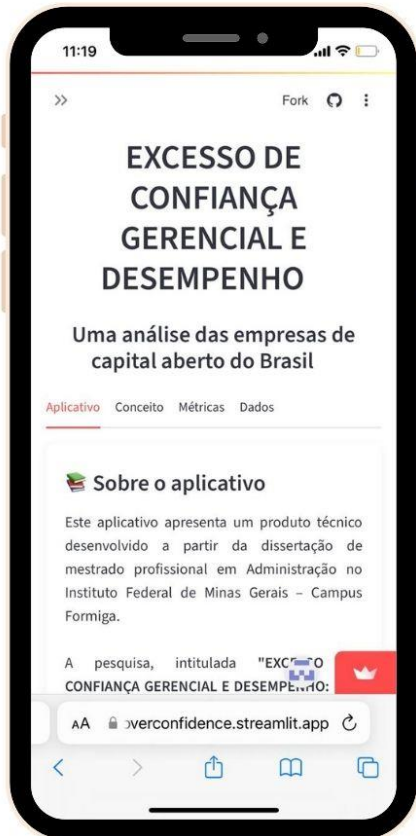 11:19
Fork
EXCESSO DE
CONFIANÇA
GERENCIAL E
DESEMPENHO
Uma análise das empresas de
capital aberto do Brasil
Aplicativo Conceito Métricas Dados
Sobre o aplicativo
Este aplicativo apresenta um produto técnico
desenvolvido a partir da dissertação de
mestrado profissional em Administração no
Instituto Federal de Minas Gerais – Campus
Formiga.
A pesquisa, intitulada
CONFIANÇA GERENCIAL E DESEMPENHO:
AA overconfidence.streamlit.app